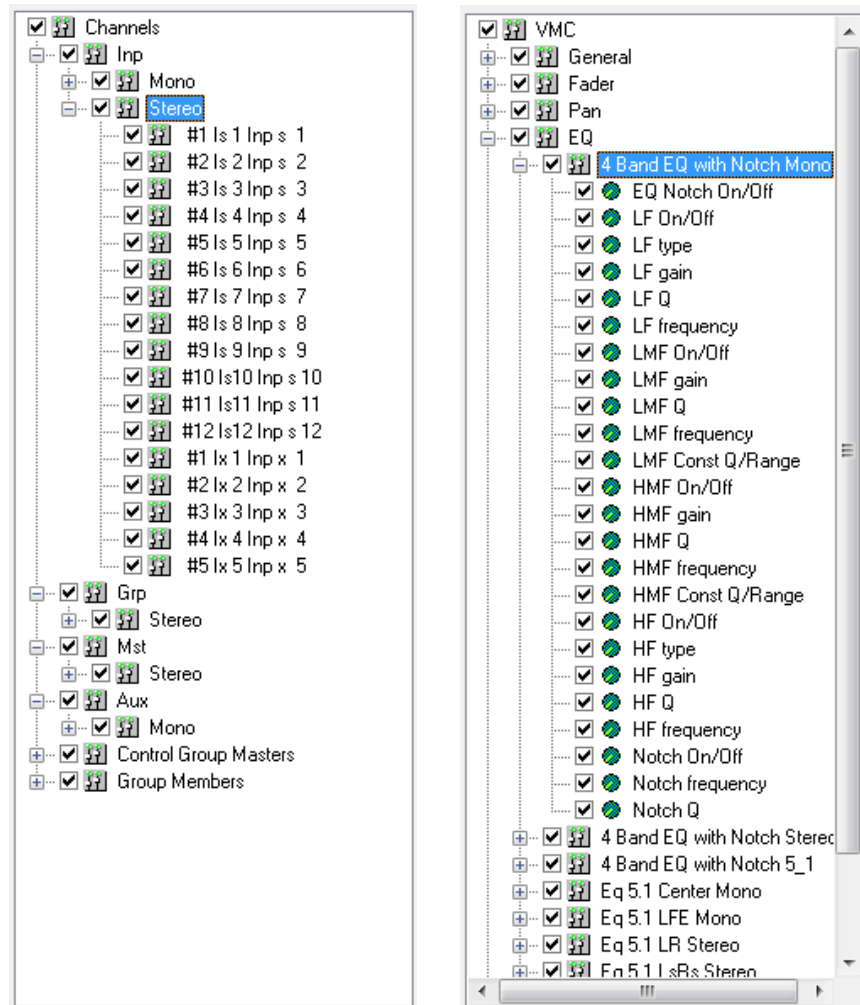 Channels
Inp
Mono
Stereo
#1 Is 1 Inp s 1
#2 Is 2 Inp s 2
#3 Is 3 Inp s 3
#4 Is 4 Inp s 4
#5 Is 5 Inp s 5
#6 Is 6 Inp s 6
#7 Is 7 Inp s 7
#8 Is 8 Inp s 8
#9 Is 9 Inp s 9
#10 Is10 Inp s 10
#11 Is11 Inp s 11
#12 Is12 Inp s 12
#1 Ix 1 Inp x 1
#2 Ix 2 Inp x 2
#3 Ix 3 Inp x 3
#4 Ix 4 Inp x 4
#5 Ix 5 Inp x 5
Grp
Stereo
Mst
Stereo
Aux
Mono
Control Group Masters
Group Members
VMC
General
Fader
Pan
EQ
4 Band EQ with Notch Mono
EQ Notch On/Off
LF On/Off
LF type
LF gain
LF Q
LF frequency
LMF On/Off
LMF gain
LMF Q
LMF frequency
LMF Const Q/Range
HMF On/Off
HMF gain
HMF Q
HMF frequency
HMF Const Q/Range
HF On/Off
HF type
HF gain
HF Q
HF frequency
Notch On/Off
Notch frequency
Notch Q
4 Band EQ with Notch Sterec
4 Band EQ with Notch 5_1
Eq 5.1 Center Mono
Eq 5.1 LFE Mono
Eq 5.1 LR Stereo
Eq 5.1 LsRs Stereo